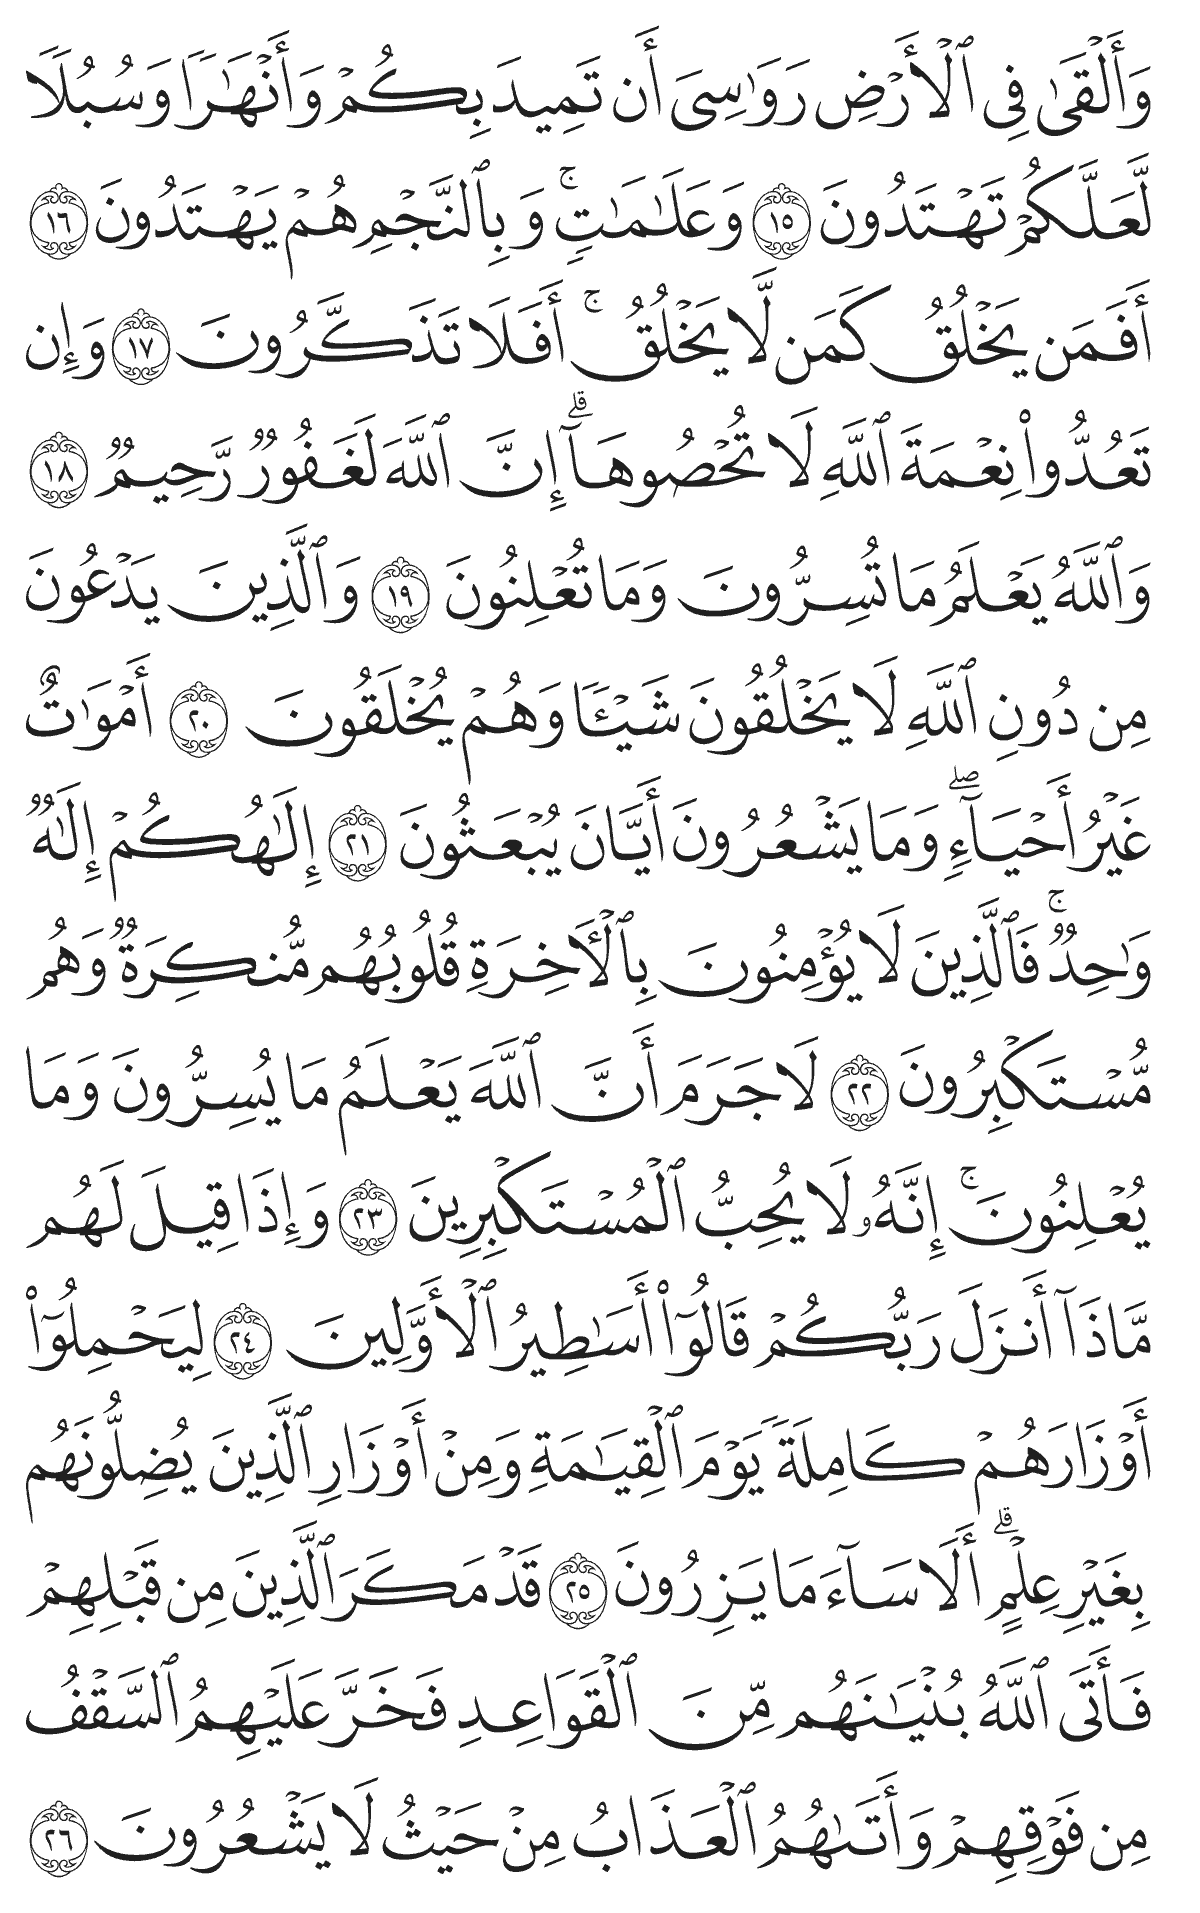 وَأَلْقَىٰ فِى ٱلْأَرْضِ رَوَٰسِىَ أَن تَمِيدَ بِكُمْ وَأَنْهَٰرًا وَسُبُلًا
لَّعَلَّكُمْ تَهْتَدُونَ ١٥ وَعَلَٰمَٰتٍ ۚ وَبِٱلنَّجْمِ هُمْ يَهْتَدُونَ ١٦
أَفَمَن يَخْلُقُ كَمَن لَّا يَخْلُقُ ۚ أَفَلَا تَذَكَّرُونَ ١٧ وَإِن
تَعُدُّوا۟ نِعْمَةَ ٱللَّهِ لَا تُحْصُوهَآ ۗ إِنَّ ٱللَّهَ لَغَفُورٌ رَّحِيمٌ ١٨
وَٱللَّهُ يَعْلَمُ مَا تُسِرُّونَ وَمَا تُعْلِنُونَ ١٩ وَٱلَّذِينَ يَدْعُونَ
مِن دُونِ ٱللَّهِ لَا يَخْلُقُونَ شَيْـًٔا وَهُمْ يُخْلَقُونَ ٢٠ أَمْوَٰتٌ
غَيْرُ أَحْيَآءٍ ۖ وَمَا يَشْعُرُونَ أَيَّانَ يُبْعَثُونَ ٢١ إِلَٰهُكُمْ إِلَٰهٌ
وَٰحِدٌ ۚ فَٱلَّذِينَ لَا يُؤْمِنُونَ بِٱلْـَٔاخِرَةِ قُلُوبُهُم مُّنكِرَةٌ وَهُم
مُّسْتَكْبِرُونَ ٢٢ لَا جَرَمَ أَنَّ ٱللَّهَ يَعْلَمُ مَا يُسِرُّونَ وَمَا
يُعْلِنُونَ ۚ إِنَّهُۥ لَا يُحِبُّ ٱلْمُسْتَكْبِرِينَ ٢٣ وَإِذَا قِيلَ لَهُم
مَّاذَآ أَنزَلَ رَبُّكُمْ قَالُوٓا۟ أَسَٰطِيرُ ٱلْأَوَّلِينَ ٢٤ لِيَحْمِلُوٓا۟
أَوْزَارَهُمْ كَامِلَةً يَوْمَ ٱلْقِيَٰمَةِ وَمِنْ أَوْزَارِ ٱلَّذِينَ يُضِلُّونَهُم
بِغَيْرِ عِلْمٍ ۗ أَلَا سَآءَ مَا يَزِرُونَ ٢٥ قَدْ مَكَرَ ٱلَّذِينَ مِن قَبْلِهِمْ
فَأَتَى ٱللَّهُ بُنْيَٰنَهُم مِّنَ ٱلْقَوَاعِدِ فَخَرَّ عَلَيْهِمُ ٱلسَّقْفُ
مِن فَوْقِهِمْ وَأَتَىٰهُمُ ٱلْعَذَابُ مِنْ حَيْثُ لَا يَشْعُرُونَ ٢٦